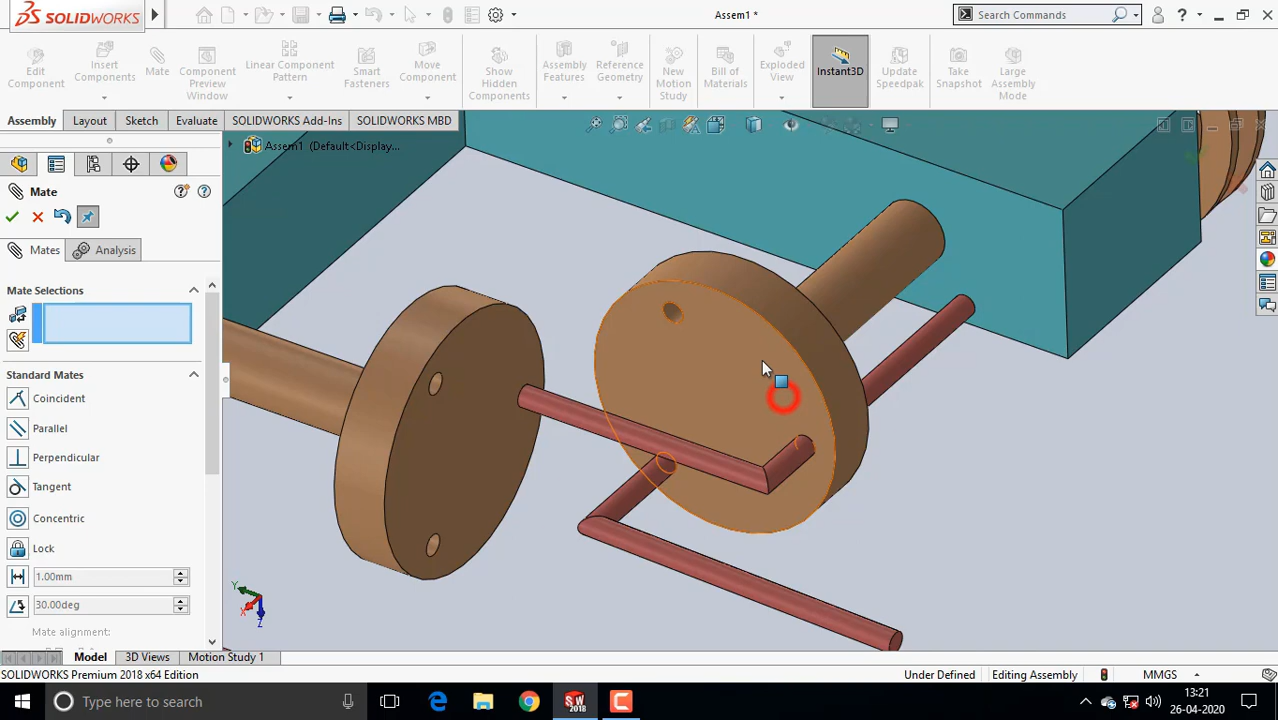 SOLIDWORKS
Assem1 *
Search Commands
?
Edit Component
Insert Components
Mate
Component Preview Window
Linear Component Pattern
Smart Fasteners
Move Component
Show Hidden Components
Assembly Features
Reference Geometry
New Motion Study
Bill of Materials
Exploded View
Instant3D
Update Speedpak
Take Snapshot
Large Assembly Mode
Assembly
Layout
Sketch
Evaluate
SOLIDWORKS Add-Ins
SOLIDWORKS MBD
Assem1 (Default<Display...
Mate
Mates
Analysis
Mate Selections
Standard Mates
Coincident
Parallel
Perpendicular
Tangent
Concentric
Lock
1.00mm
30.00deg
Mate alignment:
Y
X
Z
Model
3D Views
Motion Study 1
SOLIDWORKS Premium 2018 x64 Edition
Under Defined
Editing Assembly
MMGS
Type here to search
SW
2018
13:21
26-04-2020